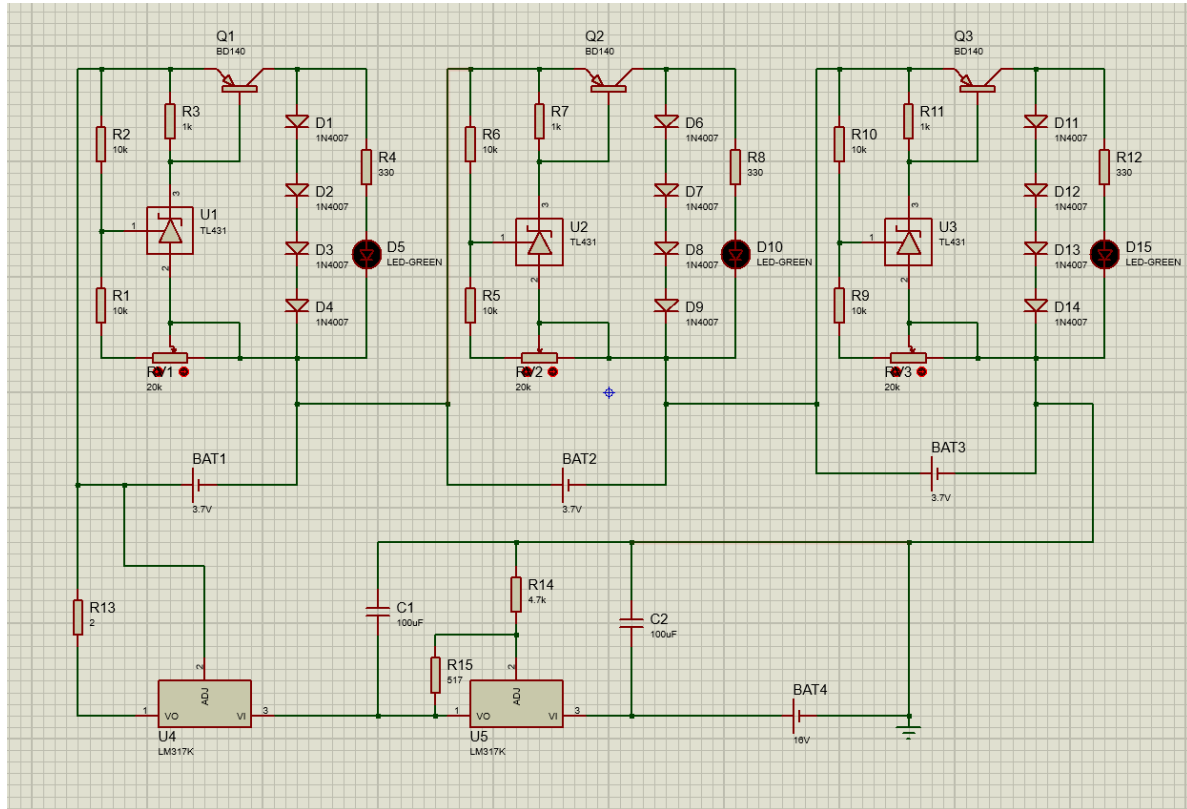 Q1
BD140
Q2
BD140
Q3
BD140
R2
10k
R3
1k
D1
1N4007
D2
1N4007
D3
1N4007
D4
1N4007
R4
330
D5
LED-GREEN
3
1
2
U1
TL431
R1
10k
RV1
20k
R6
10k
R7
1k
D6
1N4007
D7
1N4007
D8
1N4007
D9
1N4007
R8
330
D10
LED-GREEN
3
1
2
U2
TL431
R5
10k
RV2
20k
R10
10k
R11
1k
D11
1N4007
D12
1N4007
D13
1N4007
D14
1N4007
R12
330
D15
LED-GREEN
3
1
2
U3
TL431
R9
10k
RV3
20k
BAT1
3.7V
BAT2
3.7V
BAT3
3.7V
R13
2
C1
100uF
R14
4.7k
C2
100uF
R15
517
BAT4
16V
1
VO
ADJ
2
VI
3
U4
LM317K
1
VO
ADJ
2
VI
3
U5
LM317K